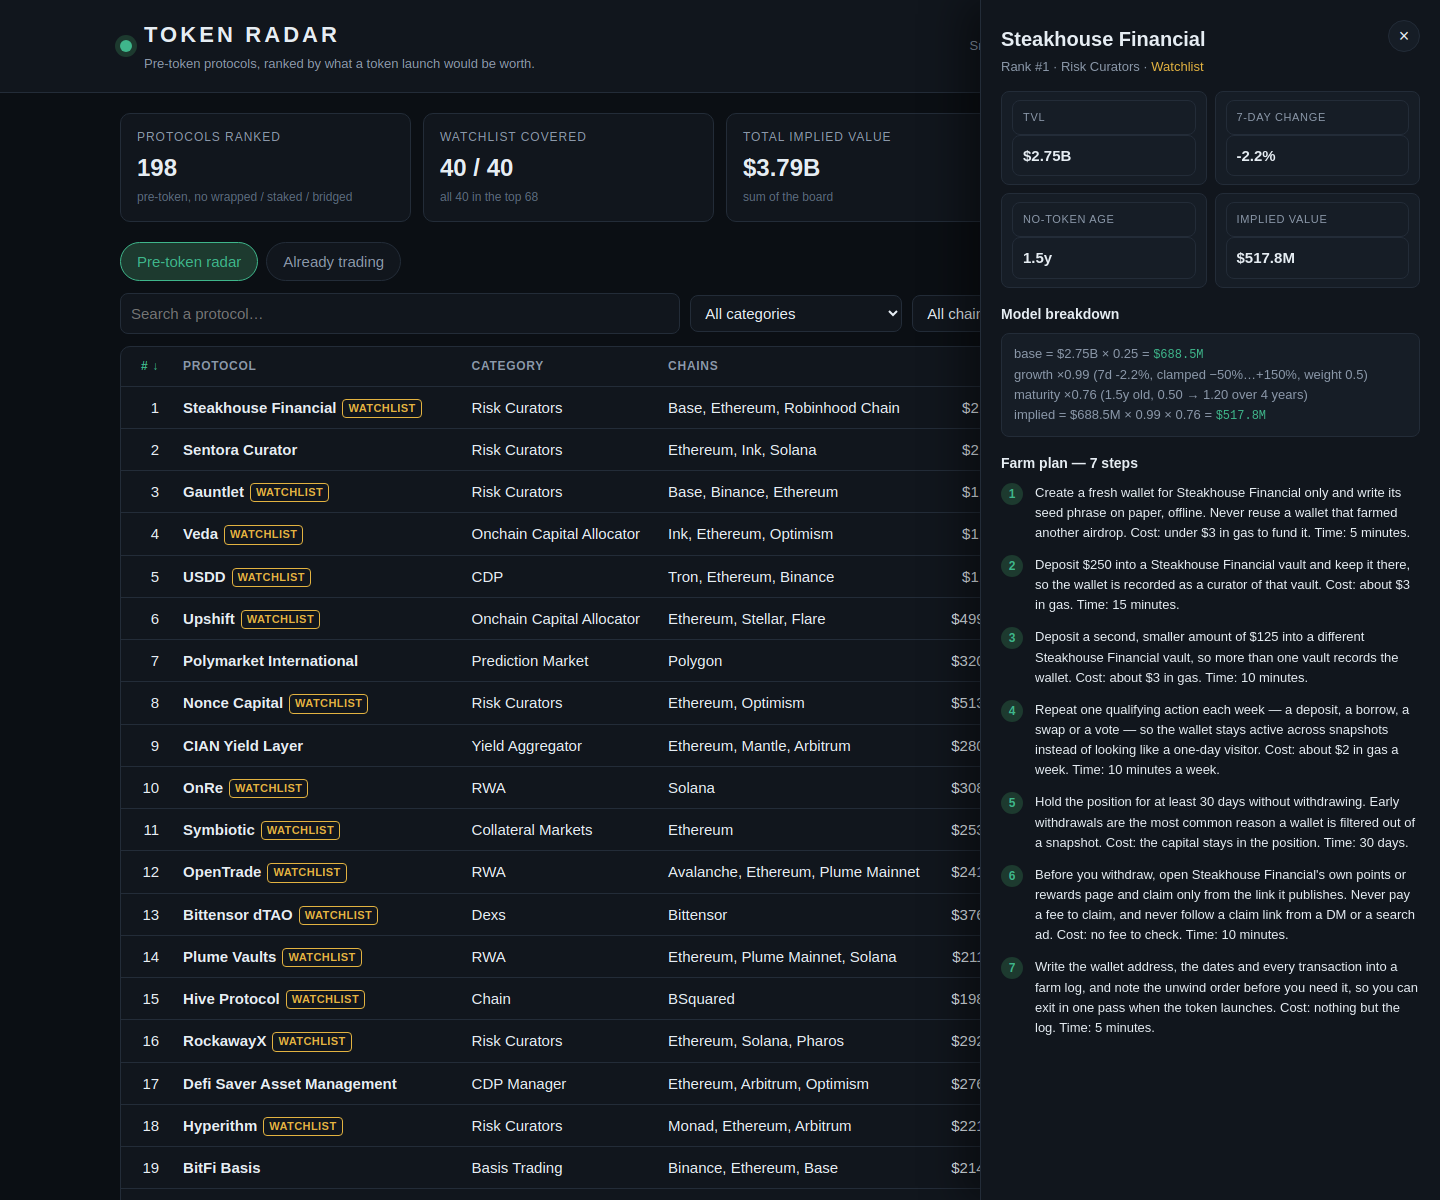 TOKEN RADAR
Pre-token protocols, ranked by what a token launch would be worth.
PROTOCOLS RANKED
198
pre-token, no wrapped / staked / bridged
WATCHLIST COVERED
40 / 40
all 40 in the top 68
TOTAL IMPLIED VALUE
$3.79B
sum of the board
Pre-token radar
Already trading
Search a protocol…
All categories
All chain
# ↓ PROTOCOL CATEGORY CHAINS
1 Steakhouse Financial WATCHLIST Risk Curators Base, Ethereum, Robinhood Chain $2
2 Sentora Curator Risk Curators Ethereum, Ink, Solana $2
3 Gauntlet WATCHLIST Risk Curators Base, Binance, Ethereum $1
4 Veda WATCHLIST Onchain Capital Allocator Ink, Ethereum, Optimism $1
5 USDD WATCHLIST CDP Tron, Ethereum, Binance $1
6 Upshift WATCHLIST Onchain Capital Allocator Ethereum, Stellar, Flare $499
7 Polymarket International Prediction Market Polygon $320
8 Nonce Capital WATCHLIST Risk Curators Ethereum, Optimism $513
9 CIAN Yield Layer Yield Aggregator Ethereum, Mantle, Arbitrum $280
10 OnRe WATCHLIST RWA Solana $308
11 Symbiotic WATCHLIST Collateral Markets Ethereum $253
12 OpenTrade WATCHLIST RWA Avalanche, Ethereum, Plume Mainnet $241
13 Bittensor dTAO WATCHLIST Dexs Bittensor $376
14 Plume Vaults WATCHLIST RWA Ethereum, Plume Mainnet, Solana $211
15 Hive Protocol WATCHLIST Chain BSquared $198
16 RockawayX WATCHLIST Risk Curators Ethereum, Solana, Pharos $292
17 Defi Saver Asset Management CDP Manager Ethereum, Arbitrum, Optimism $276
18 Hyperithm WATCHLIST Risk Curators Monad, Ethereum, Arbitrum $221
19 BitFi Basis Basis Trading Binance, Ethereum, Base $214
Steakhouse Financial
×
Rank #1 · Risk Curators · Watchlist
TVL
$2.75B
7-DAY CHANGE
-2.2%
NO-TOKEN AGE
1.5y
IMPLIED VALUE
$517.8M
Model breakdown
base = $2.75B × 0.25 = $688.5M
growth ×0.99 (7d -2.2%, clamped −50%…+150%, weight 0.5)
maturity ×0.76 (1.5y old, 0.50 → 1.20 over 4 years)
implied = $688.5M × 0.99 × 0.76 = $517.8M
Farm plan — 7 steps
1 Create a fresh wallet for Steakhouse Financial only and write its
seed phrase on paper, offline. Never reuse a wallet that farmed
another airdrop. Cost: under $3 in gas to fund it. Time: 5 minutes.
2 Deposit $250 into a Steakhouse Financial vault and keep it there,
so the wallet is recorded as a curator of that vault. Cost: about $3
in gas. Time: 15 minutes.
3 Deposit a second, smaller amount of $125 into a different
Steakhouse Financial vault, so more than one vault records the
wallet. Cost: about $3 in gas. Time: 10 minutes.
4 Repeat one qualifying action each week — a deposit, a borrow, a
swap or a vote — so the wallet stays active across snapshots
instead of looking like a one-day visitor. Cost: about $2 in gas a
week. Time: 10 minutes a week.
5 Hold the position for at least 30 days without withdrawing. Early
withdrawals are the most common reason a wallet is filtered out of
a snapshot. Cost: the capital stays in the position. Time: 30 days.
6 Before you withdraw, open Steakhouse Financial's own points or
rewards page and claim only from the link it publishes. Never pay
a fee to claim, and never follow a claim link from a DM or a search
ad. Cost: no fee to check. Time: 10 minutes.
7 Write the wallet address, the dates and every transaction into a
farm log, and note the unwind order before you need it, so you can
exit in one pass when the token launches. Cost: nothing but the
log. Time: 5 minutes.